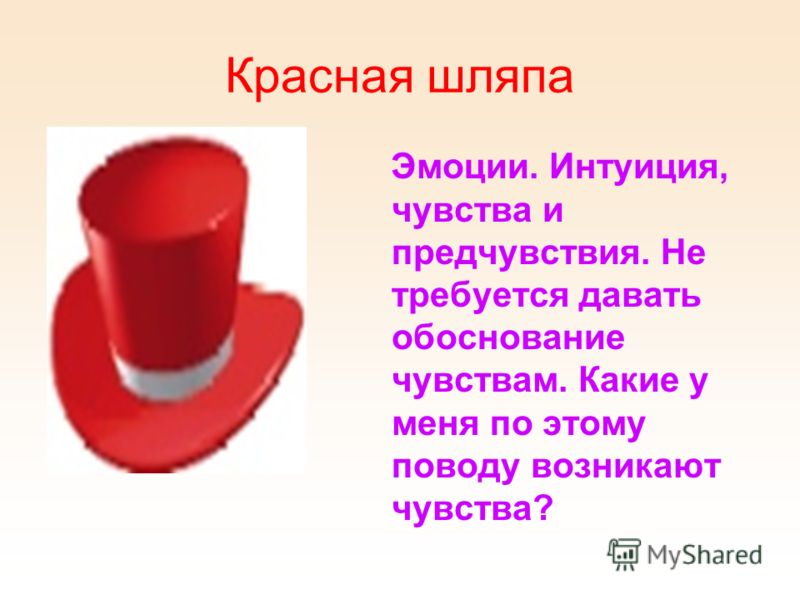 Красная шляпа
Эмоции. Интуиция,
чувства и
предчувствия. Не
требуется давать
обоснование
чувствам. Какие у
меня по этому
поводу возникают
чувства?
MyShared